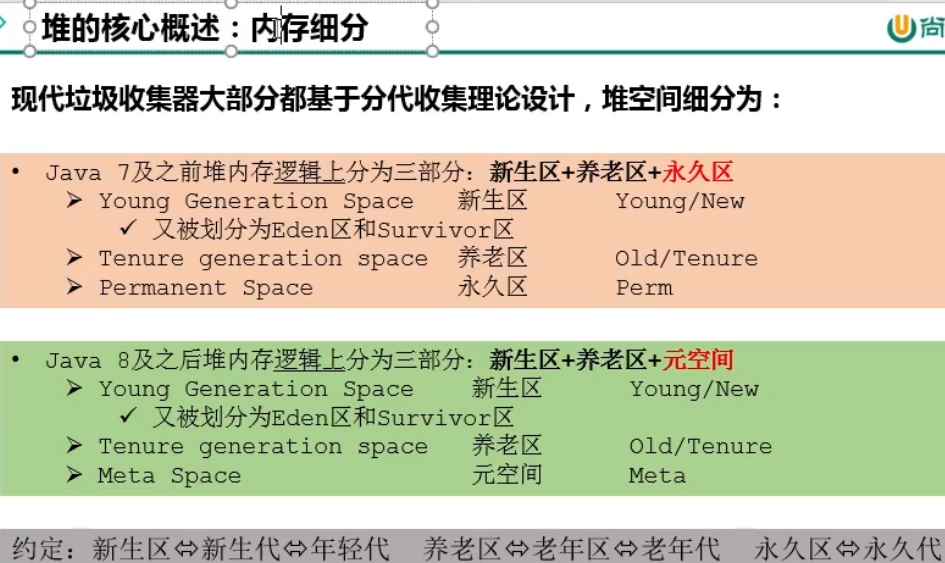 堆的核心概述：内存细分
尚
现代垃圾收集器大部分都基于分代收集理论设计，堆空间细分为：
• Java 7及之前堆内存逻辑上分为三部分：新生区+养老区+永久区
➢ Young Generation Space 新生区 Young/New
✓ 又被划分为Eden区和Survivor区
➢ Tenure generation space 养老区 Old/Tenure
➢ Permanent Space 永久区 Perm
• Java 8及之后堆内存逻辑上分为三部分：新生区+养老区+元空间
➢ Young Generation Space 新生区 Young/New
✓ 又被划分为Eden区和Survivor区
➢ Tenure generation space 养老区 Old/Tenure
➢ Meta Space 元空间 Meta
约定：新生区⇔新生代⇔年轻代 养老区⇔老年区⇔老年代 永久区⇔永久代